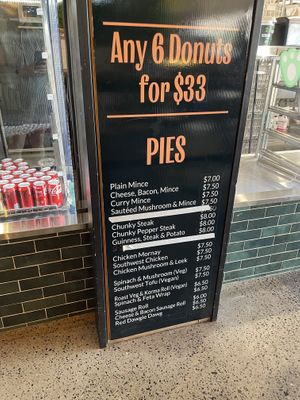 Any 6 Donuts
for $33
PIES
Plain Mince $7.00
Cheese, Bacon, Mince $7.50
Curry Mince $7.50
Sautéed Mushroom & Mince $7.50
Chunky Steak $8.00
Chunky Pepper Steak $8.00
Guinness, Steak & Potato $8.00
Chicken Mornay $7.50
Southwest Chicken $7.50
Chicken Mushroom & Leek $7.50
Spinach & Mushroom (Veg) $7.50
Southwest Tofu (Vegan) $7.50
Roast Veg & Korma Roll (Vegan) $6.50
Spinach & Feta Wrap $6.50
Sausage Roll $6.00
Cheese & Bacon Sausage Roll $6.50
Red Dowgie Dawg $6.50